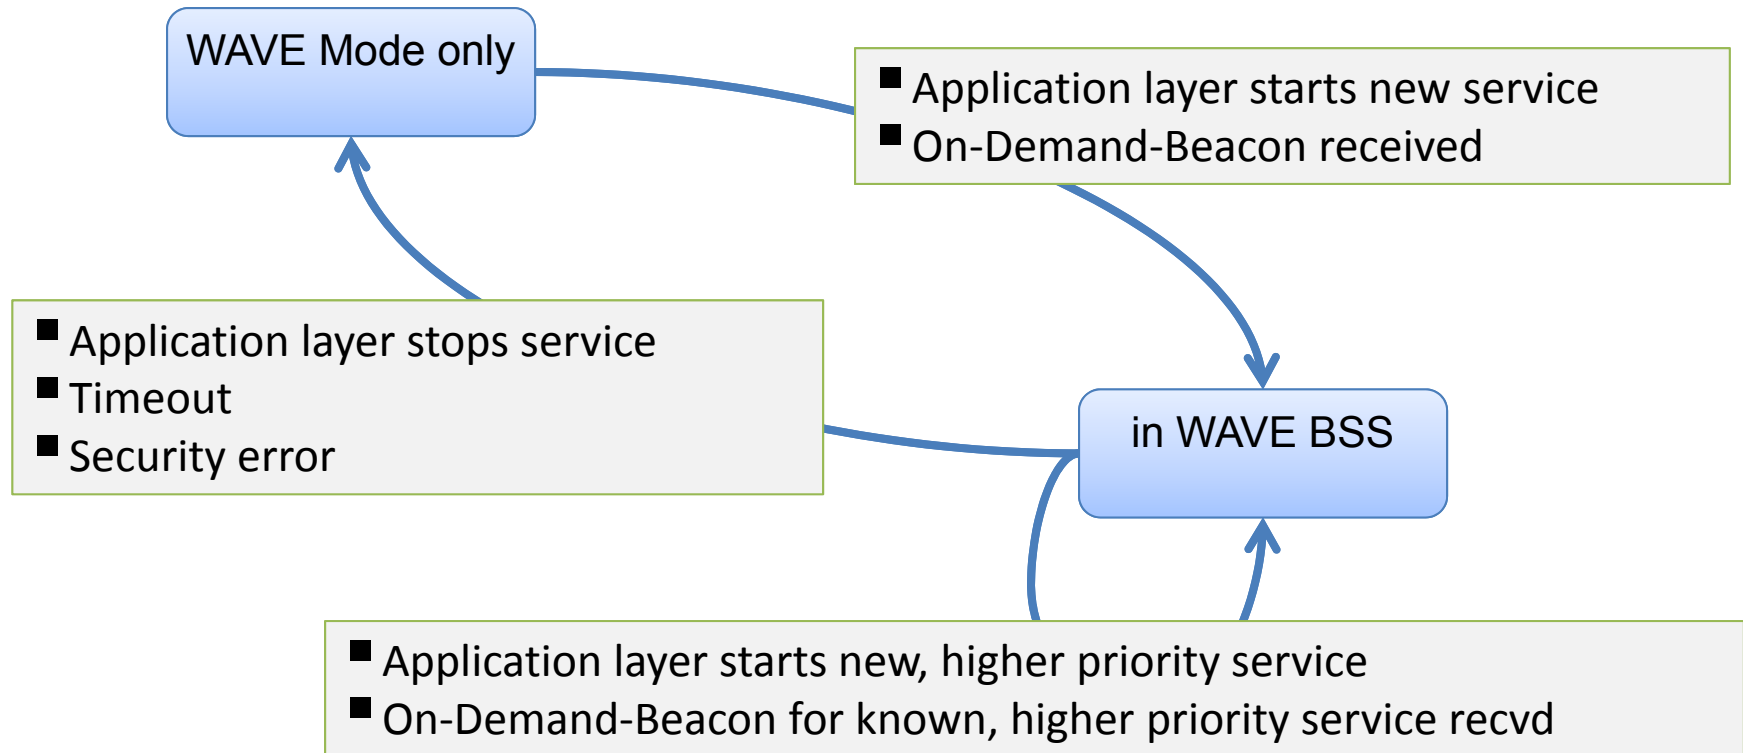 WAVE Mode only
■ Application layer starts new service
■ On-Demand-Beacon received
■ Application layer stops service
■ Timeout
■ Security error
in WAVE BSS
■ Application layer starts new, higher priority service
■ On-Demand-Beacon for known, higher priority service recvd